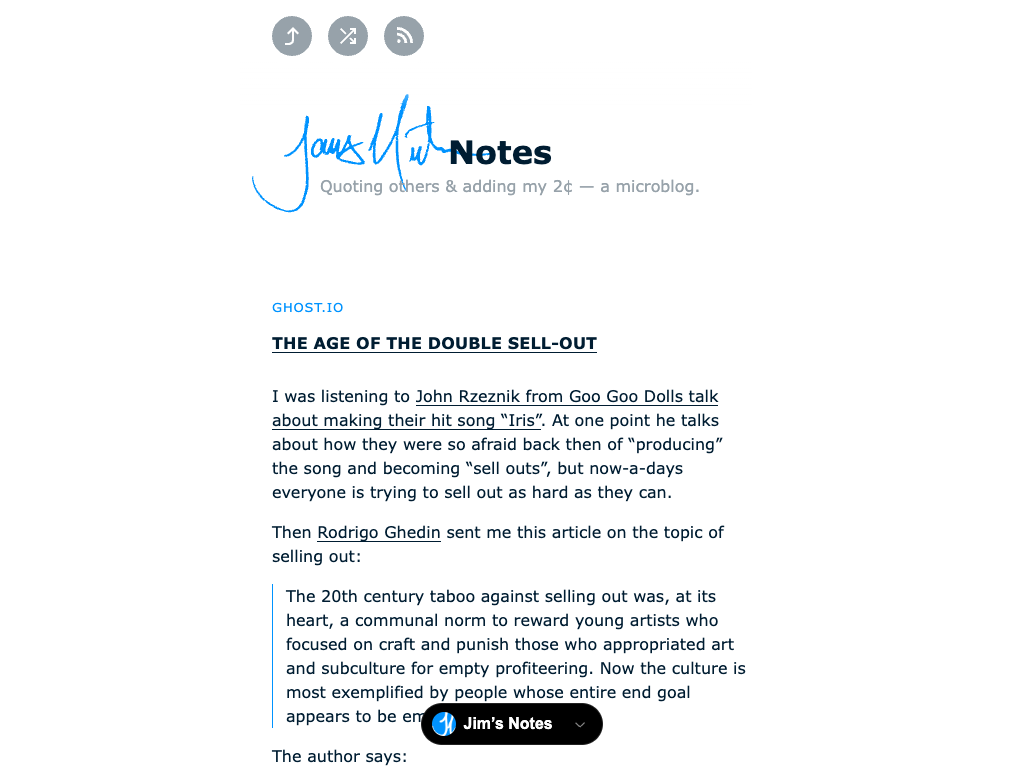 Notes
Quoting others & adding my 2¢ — a microblog.
GHOST.IO
THE AGE OF THE DOUBLE SELL-OUT
I was listening to John Rzeznik from Goo Goo Dolls talk
about making their hit song “Iris”. At one point he talks
about how they were so afraid back then of “producing”
the song and becoming “sell outs”, but now-a-days
everyone is trying to sell out as hard as they can.
Then Rodrigo Ghedin sent me this article on the topic of
selling out:
The 20th century taboo against selling out was, at its
heart, a communal norm to reward young artists who
focused on craft and punish those who appropriated art
and subculture for empty profiteering. Now the culture is
most exemplified by people whose entire end goal
appears to be
Jim’s Notes
The author says: